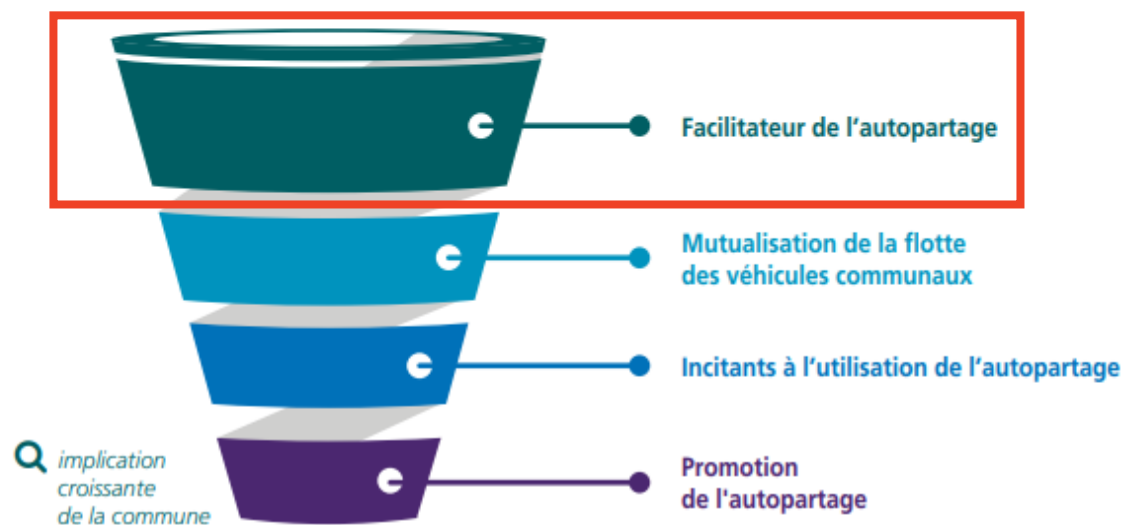 Facilitateur de l’autopartage
Mutualisation de la flotte
des véhicules communaux
Incitants à l’utilisation de l’autopartage
Promotion
de l'autopartage
implication
croissante
de la commune